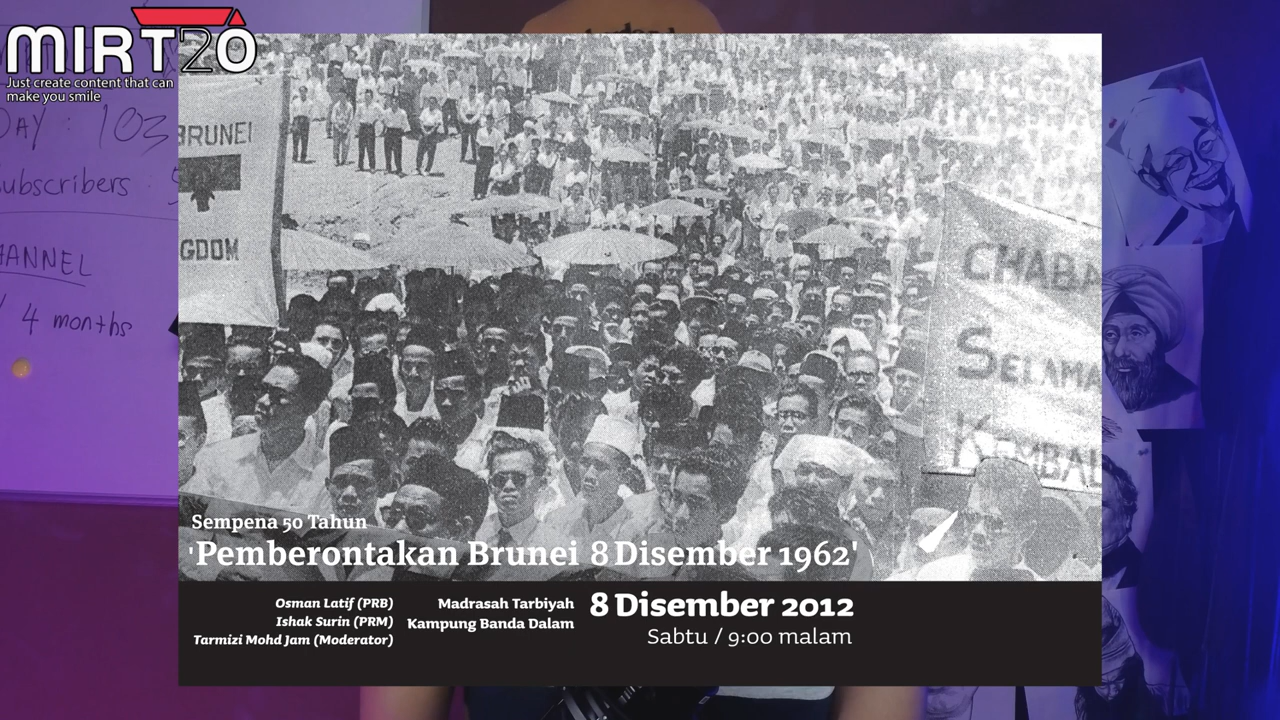 MIRT20
Just create content that can
make you smile
DAY : 103
Subscribers :
CHANNEL
4 months
BRUNEI
GDOM
CHABA
SELAMA
KEMBAL
Sempena 50 Tahun
'Pemberontakan Brunei 8 Disember 1962'
Osman Latif (PRB)
Ishak Surin (PRM)
Tarmizi Mohd Jam (Moderator)
Madrasah Tarbiyah
Kampung Banda Dalam
8 Disember 2012
Sabtu / 9:00 malam